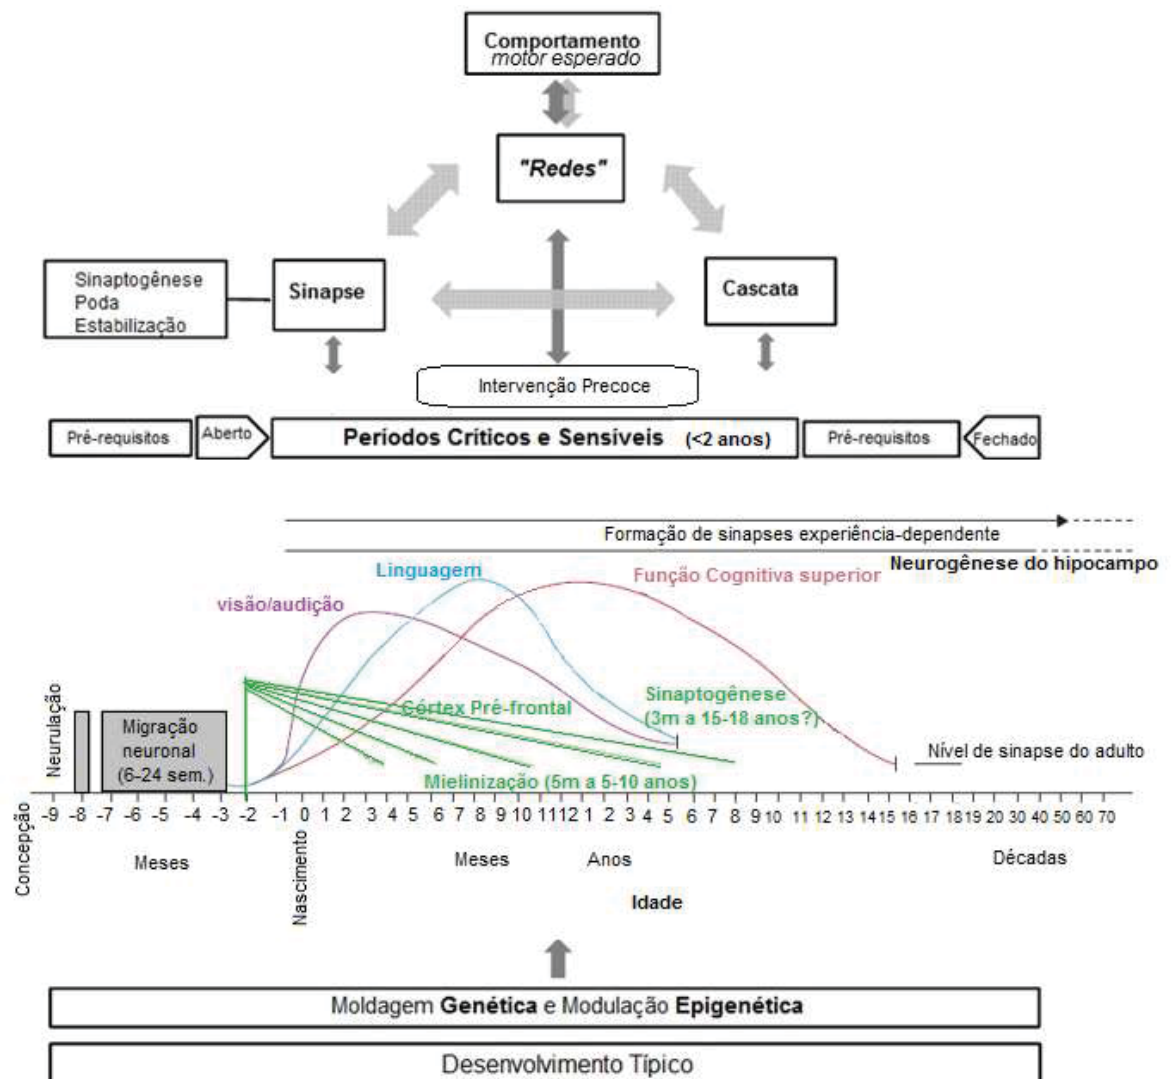 Comportamento
motor esperado
"Redes"
Sinaptogênese
Poda
Estabilização
Sinapse
Cascata
Intervenção Precoce
Pré-requisitos
Aberto
Períodos Críticos e Sensíveis (<2 anos)
Pré-requisitos
Fechado
Formação de sinapses experiência-dependente
Neurogênese do hipocampo
Linguagem
Função Cognitiva superior
visão/audição
Sinaptogênese
(3m a 15-18 anos?)
Córtex Pré-frontal
Neurulação
Migração
neuronal
(6-24 sem.)
Nível de sinapse do adulto
Mielinização (5m a 5-10 anos)
-9 -8 -7 -6 -5 -4 -3 -2 -1 0 1 2 3 4 5 6 7 8 9 10 11 12 1 2 3 4 5 6 7 8 9 10 11 12 13 14 15 16 17 18 19 20 30 40 50 60 70
Concepção
Meses
Nascimento
Meses
Anos
Décadas
Idade
Moldagem Genética e Modulação Epigenética
Desenvolvimento Típico